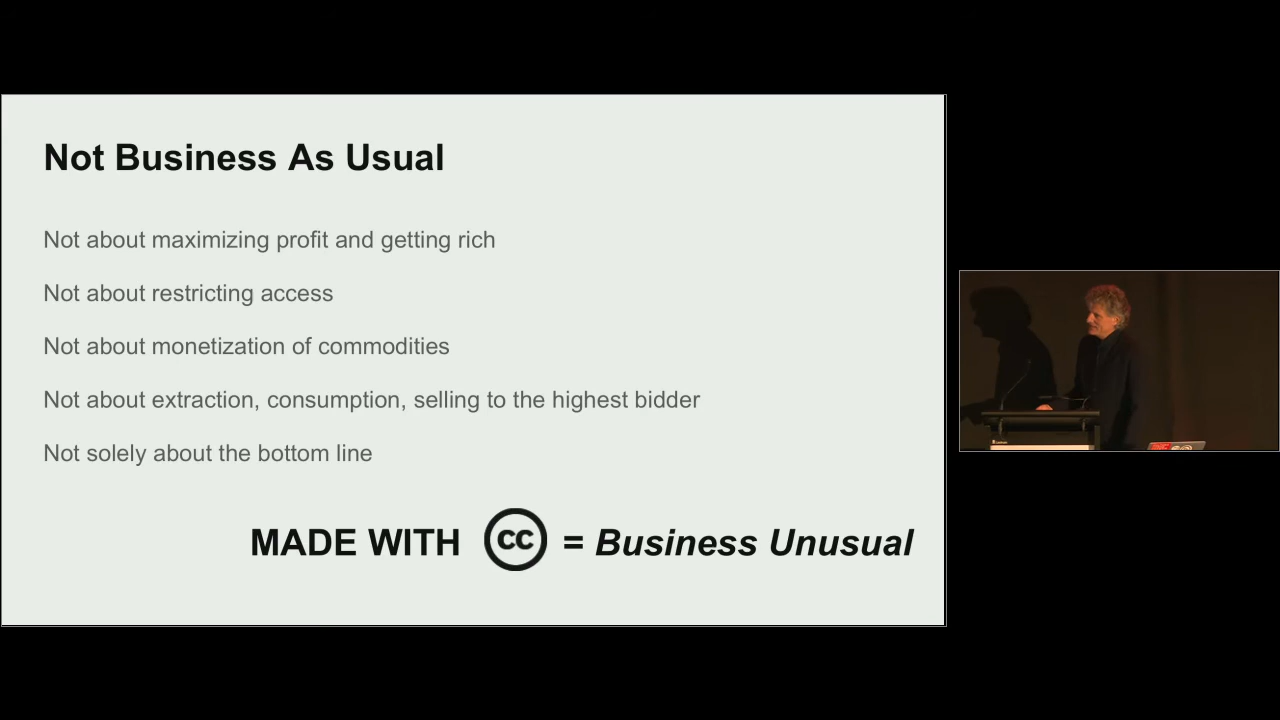 Not Business As Usual
Not about maximizing profit and getting rich
Not about restricting access
Not about monetization of commodities
Not about extraction, consumption, selling to the highest bidder
Not solely about the bottom line
MADE WITH cc = Business Unusual